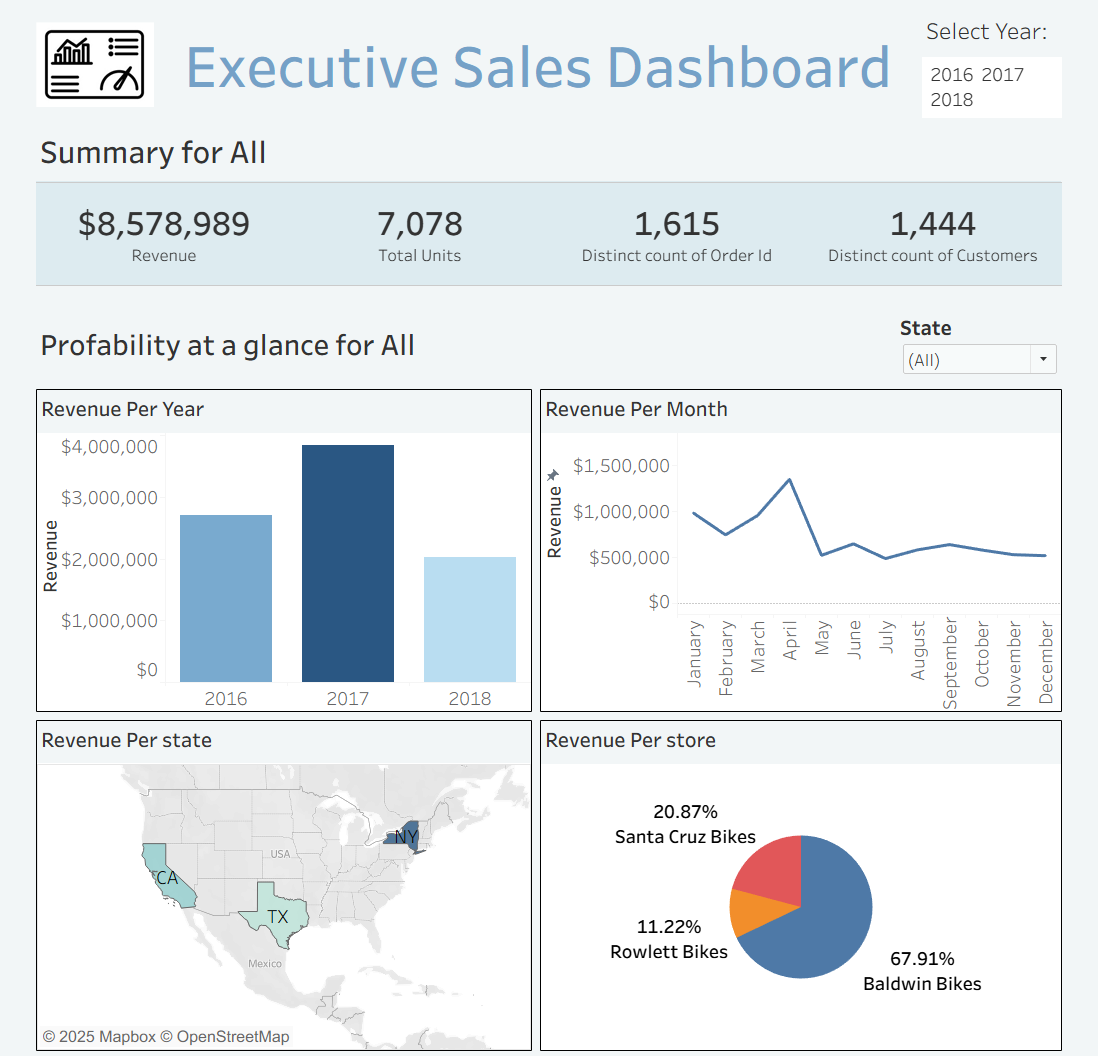 Executive Sales Dashboard
Select Year:
2016 2017
2018
Summary for All
$8,578,989
Revenue
7,078
Total Units
1,615
Distinct count of Order Id
1,444
Distinct count of Customers
Profability at a glance for All
State
(All)
Revenue Per Year
Revenue
$4,000,000
$3,000,000
$2,000,000
$1,000,000
$0
2016
2017
2018
Revenue Per Month
Revenue
$1,500,000
$1,000,000
$500,000
$0
January
February
March
April
May
June
July
August
September
October
November
December
Revenue Per state
NY
USA
CA
TX
Mexico
© 2025 Mapbox © OpenStreetMap
Revenue Per store
20.87%
Santa Cruz Bikes
11.22%
Rowlett Bikes
67.91%
Baldwin Bikes